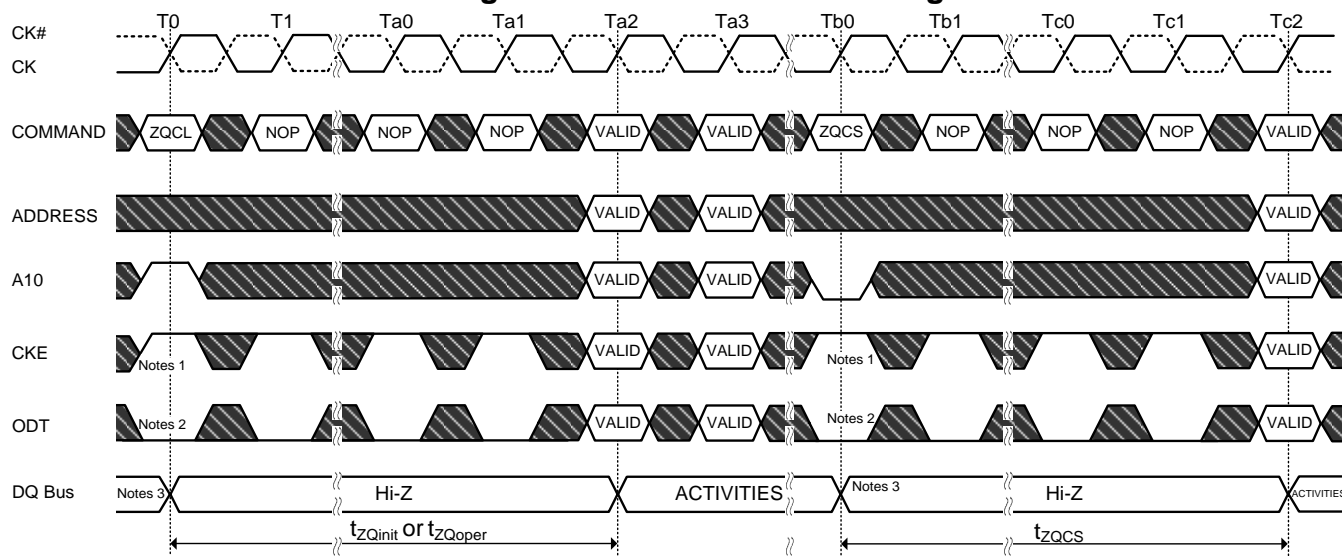 T0 T1 Ta0 Ta1 Ta2 Ta3 Tb0 Tb1 Tc0 Tc1 Tc2
CK#
CK
COMMAND ZQCL NOP NOP NOP VALID VALID ZQCS NOP NOP NOP VALID
ADDRESS VALID VALID VALID
A10 VALID VALID VALID
CKE Notes 1 VALID VALID Notes 1 VALID
ODT Notes 2 VALID VALID Notes 2 VALID
DQ Bus Notes 3 Hi-Z ACTIVITIES Notes 3 Hi-Z ACTIVITIES
tZQinit or tZQoper tZQCS